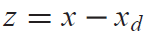 z = x − x_d